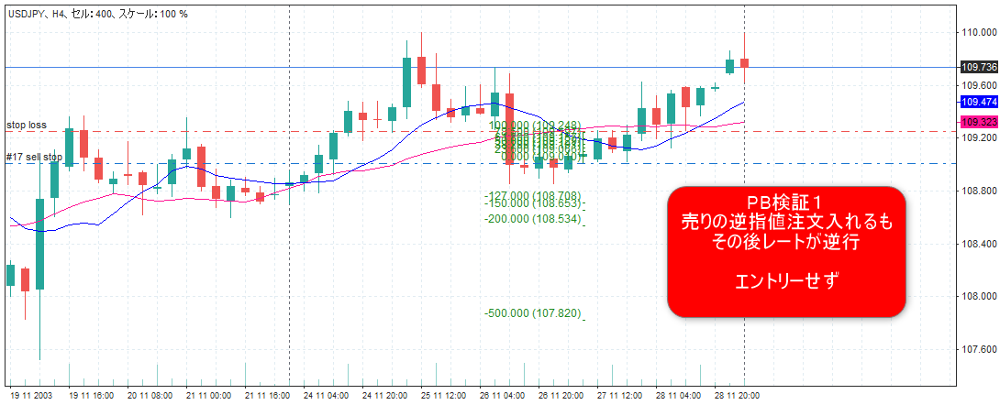 USDJPY、H4、セル: 400、スケール: 100 %
110.000
109.736
109.600
109.474
109.323
109.200
108.800
108.400
108.000
107.600
stop loss
#17 sell stop
100.000 (109.248)
0.000 (109.010)
-127.000 (108.708)
-150.000 (108.653)
-200.000 (108.534)
-500.000 (107.820)
PB検証1
売りの逆指値注文入れるも
その後レートが逆行
エントリーせず
19 11 2003
19 11 16:00
20 11 08:00
21 11 00:00
21 11 16:00
24 11 04:00
24 11 20:00
25 11 12:00
26 11 04:00
26 11 20:00
27 11 12:00
28 11 04:00
28 11 20:00